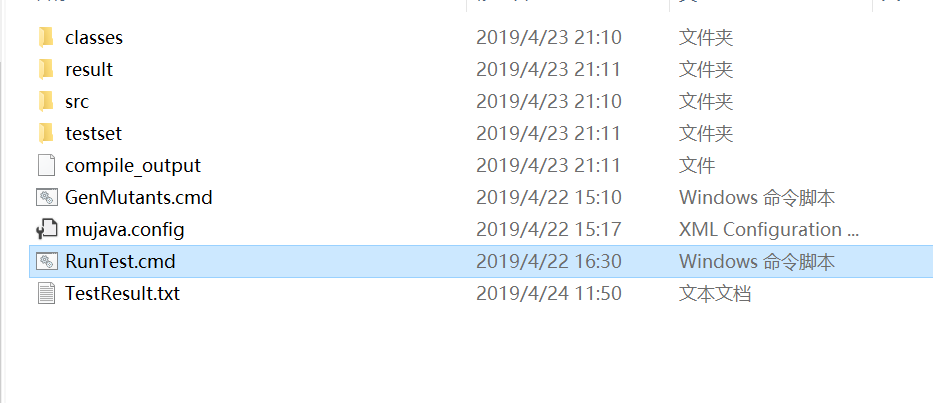 classes 2019/4/23 21:10 文件夹
result 2019/4/23 21:11 文件夹
src 2019/4/23 21:10 文件夹
testset 2019/4/23 21:11 文件夹
compile_output 2019/4/23 21:11 文件
GenMutants.cmd 2019/4/22 15:10 Windows 命令脚本
mujava.config 2019/4/22 15:17 XML Configuration ...
RunTest.cmd 2019/4/22 16:30 Windows 命令脚本
TestResult.txt 2019/4/24 11:50 文本文档